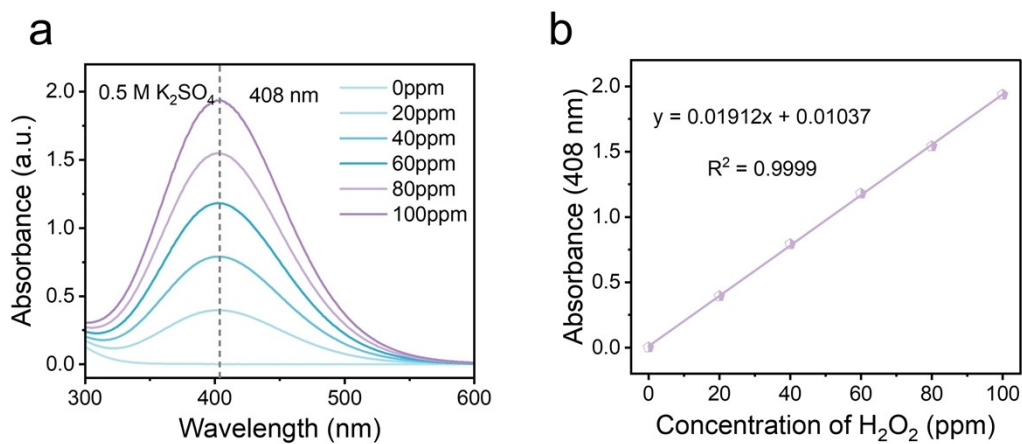 a
0.5 M K₂SO₄
408 nm
0ppm
20ppm
40ppm
60ppm
80ppm
100ppm
2.0
1.5
1.0
0.5
0.0
300
400
500
600
Absorbance (a.u.)
Wavelength (nm)
b
y = 0.01912x + 0.01037
R² = 0.9999
2.0
1.5
1.0
0.5
0.0
0
20
40
60
80
100
Absorbance (408 nm)
Concentration of H₂O₂ (ppm)